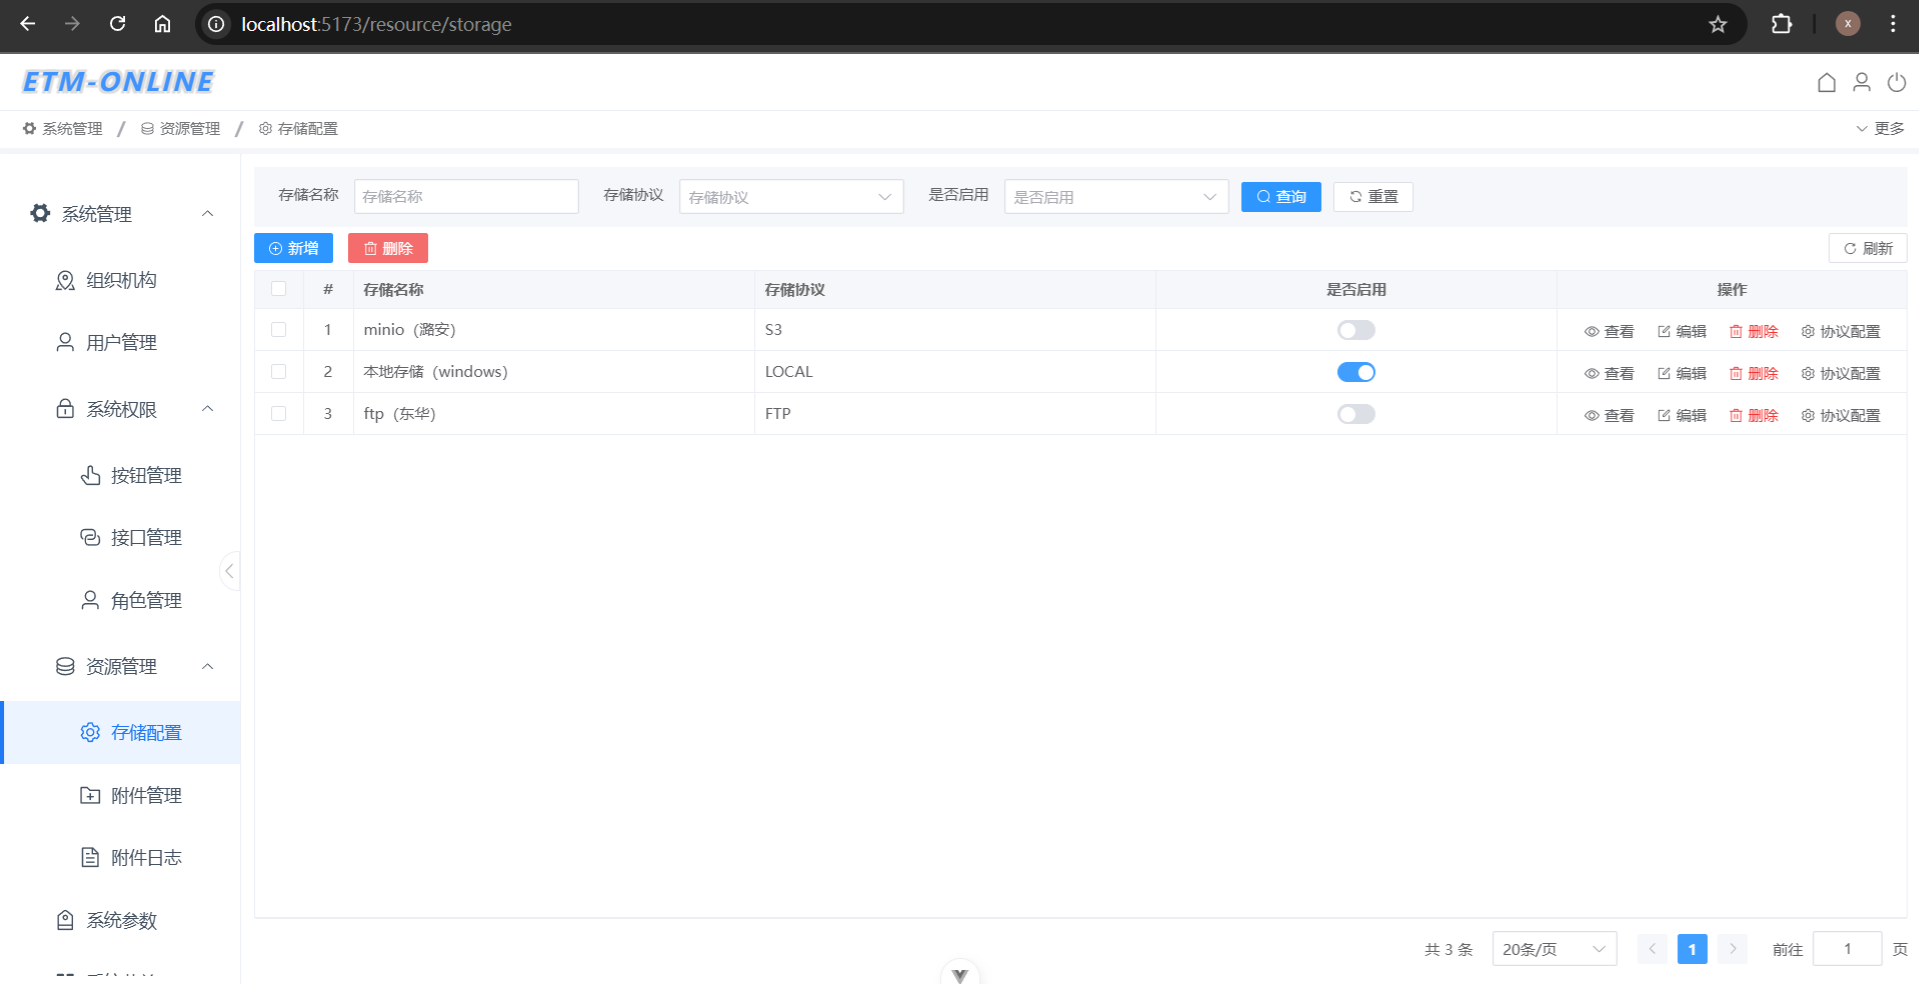 localhost:5173/resource/storage
x
ETM-ONLINE
系统管理 / 资源管理 / 存储配置
更多
系统管理
组织机构
用户管理
系统权限
按钮管理
接口管理
角色管理
资源管理
存储配置
附件管理
附件日志
系统参数
存储名称 存储名称 存储协议 存储协议 是否启用 是否启用 查询 重置
新增 删除 刷新
# 存储名称 存储协议 是否启用 操作
1 minio（潞安） S3 查看 编辑 删除 协议配置
2 本地存储（windows） LOCAL 查看 编辑 删除 协议配置
3 ftp（东华） FTP 查看 编辑 删除 协议配置
共 3 条 20条/页 1 前往 1 页